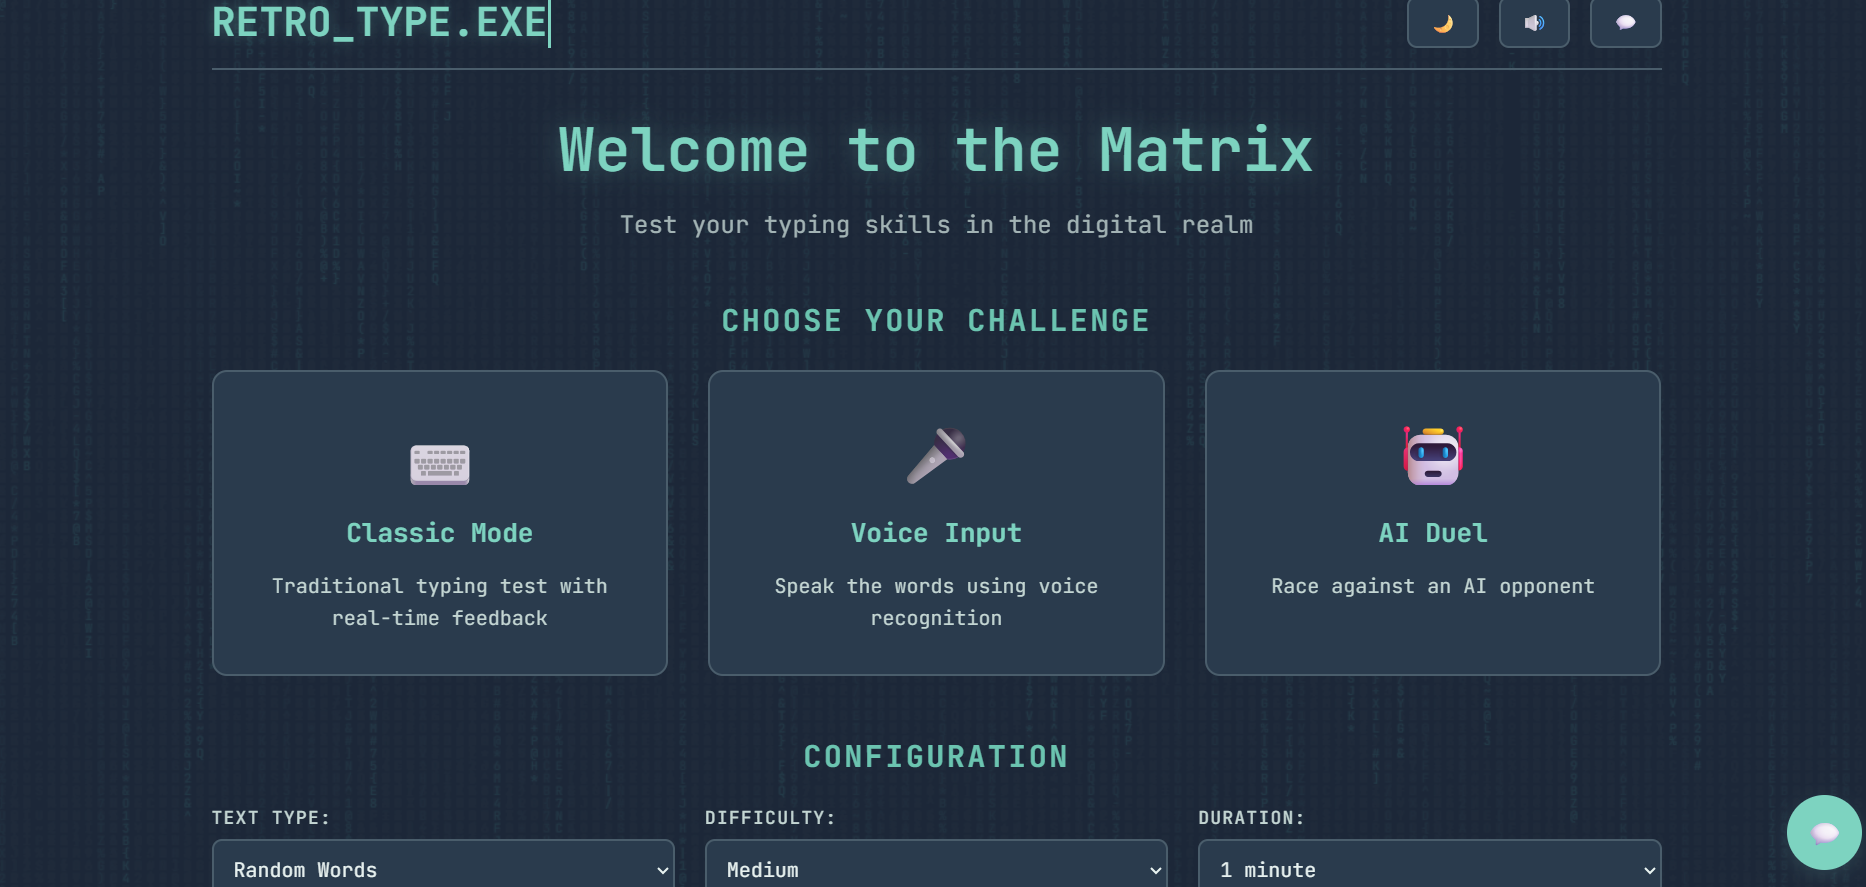 RETRO_TYPE.EXE
Welcome to the Matrix
Test your typing skills in the digital realm
CHOOSE YOUR CHALLENGE
Classic Mode
Traditional typing test with
real-time feedback
Voice Input
Speak the words using voice
recognition
AI Duel
Race against an AI opponent
CONFIGURATION
TEXT TYPE:
Random Words
DIFFICULTY:
Medium
DURATION:
1 minute